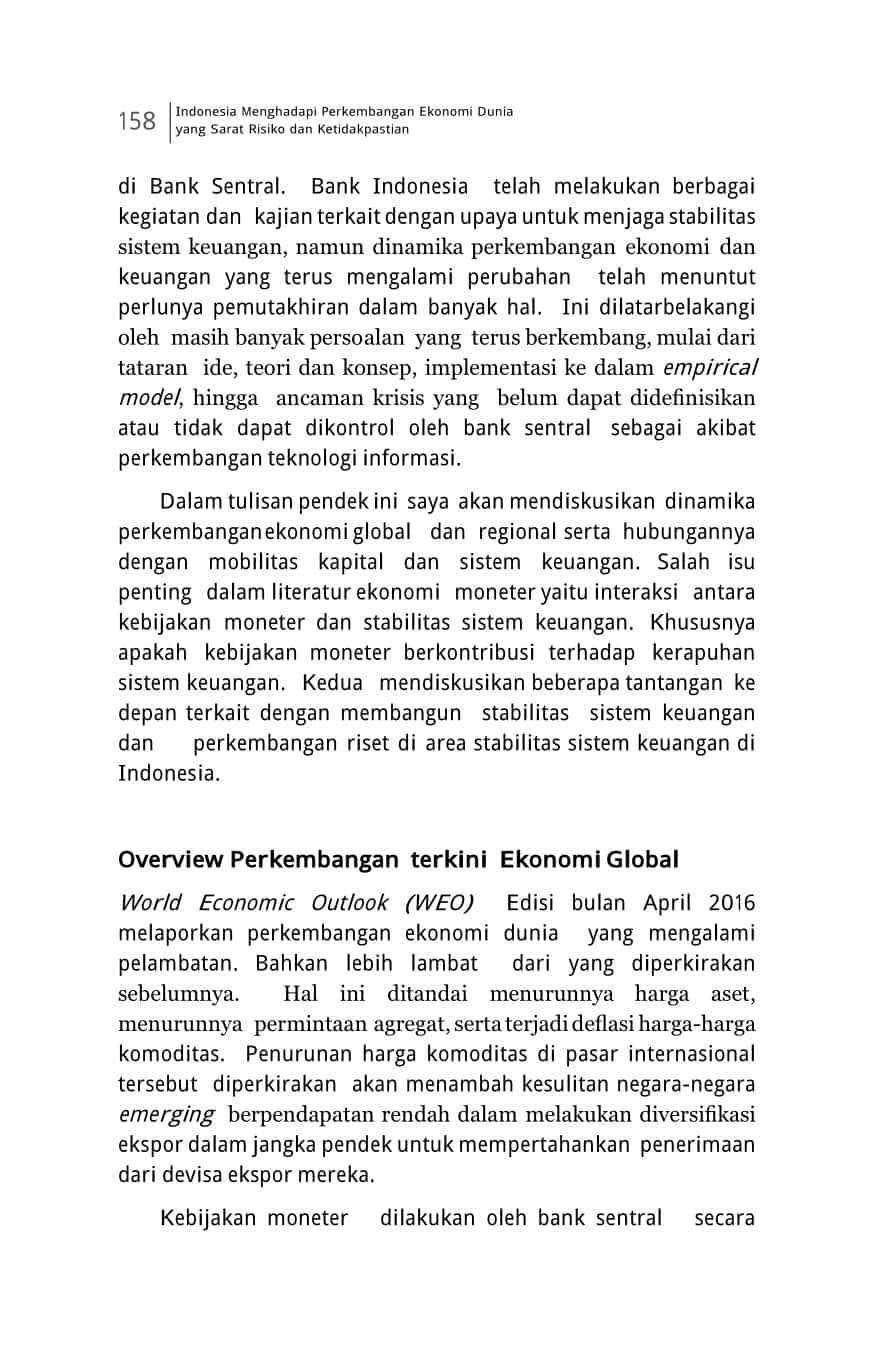 158
Indonesia Menghadapi Perkembangan Ekonomi Dunia
yang Sarat Risiko dan Ketidakpastian
di Bank Sentral. Bank Indonesia telah melakukan berbagai
kegiatan dan kajian terkait dengan upaya untuk menjaga stabilitas
sistem keuangan, namun dinamika perkembangan ekonomi dan
keuangan yang terus mengalami perubahan telah menuntut
perlunya pemutakhiran dalam banyak hal. Ini dilatarbelakangi
oleh masih banyak persoalan yang terus berkembang, mulai dari
tataran ide, teori dan konsep, implementasi ke dalam empirical
model, hingga ancaman krisis yang belum dapat didefinisikan
atau tidak dapat dikontrol oleh bank sentral sebagai akibat
perkembangan teknologi informasi.
Dalam tulisan pendek ini saya akan mendiskusikan dinamika
perkembangan ekonomi global dan regional serta hubungannya
dengan mobilitas kapital dan sistem keuangan. Salah isu
penting dalam literatur ekonomi moneter yaitu interaksi antara
kebijakan moneter dan stabilitas sistem keuangan. Khususnya
apakah kebijakan moneter berkontribusi terhadap kerapuhan
sistem keuangan. Kedua mendiskusikan beberapa tantangan ke
depan terkait dengan membangun stabilitas sistem keuangan
dan perkembangan riset di area stabilitas sistem keuangan di
Indonesia.
Overview Perkembangan terkini Ekonomi Global
World Economic Outlook (WEO) Edisi bulan April 2016
melaporkan perkembangan ekonomi dunia yang mengalami
pelambatan. Bahkan lebih lambat dari yang diperkirakan
sebelumnya. Hal ini ditandai menurunnya harga aset,
menurunnya permintaan agregat, serta terjadi deflasi harga-harga
komoditas. Penurunan harga komoditas di pasar internasional
tersebut diperkirakan akan menambah kesulitan negara-negara
emerging berpendapatan rendah dalam melakukan diversifikasi
ekspor dalam jangka pendek untuk mempertahankan penerimaan
dari devisa ekspor mereka.
Kebijakan moneter dilakukan oleh bank sentral secara